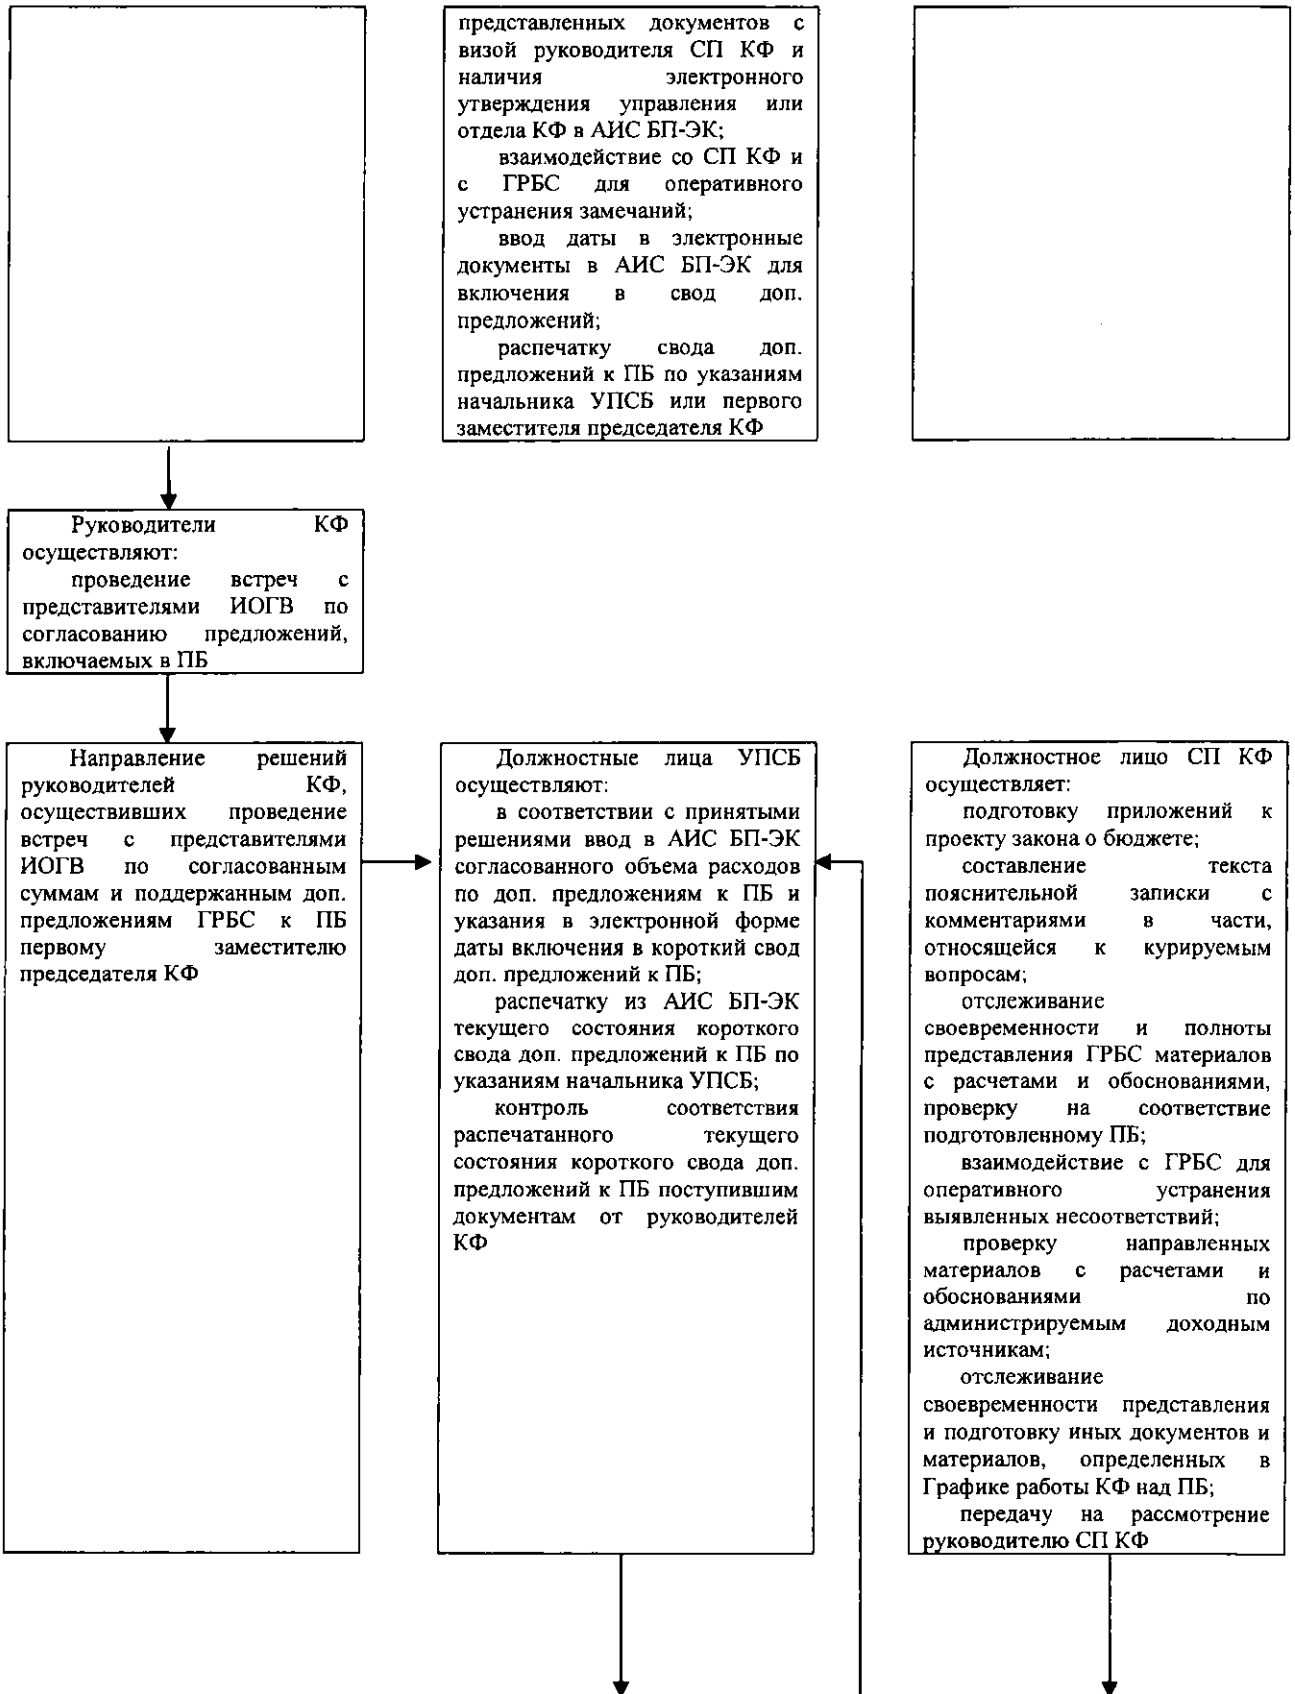 представленных документов с
визой руководителя СП КФ и
наличия электронного
утверждения управления или
отдела КФ в АИС БП-ЭК;
взаимодействие со СП КФ и
с ГРБС для оперативного
устранения замечаний;
ввод даты в электронные
документы в АИС БП-ЭК для
включения в свод доп.
предложений;
распечатку свода доп.
предложений к ПБ по указаниям
начальника УПСБ или первого
заместителя председателя КФ
Руководители КФ
осуществляют:
проведение встреч с
представителями ИОГВ по
согласованию предложений,
включаемых в ПБ
Направление решений
руководителей КФ,
осуществивших проведение
встреч с представителями
ИОГВ по согласованным
суммам и поддержанным доп.
предложениям ГРБС к ПБ
первому заместителю
председателя КФ
Должностные лица УПСБ
осуществляют:
в соответствии с принятыми
решениями ввод в АИС БП-ЭК
согласованного объема расходов
по доп. предложениям к ПБ и
указания в электронной форме
даты включения в короткий свод
доп. предложений к ПБ;
распечатку из АИС БП-ЭК
текущего состояния короткого
свода доп. предложений к ПБ по
указаниям начальника УПСБ;
контроль соответствия
распечатанного текущего
состояния короткого свода доп.
предложений к ПБ поступившим
документам от руководителей
КФ
Должностное лицо СП КФ
осуществляет:
подготовку приложений к
проекту закона о бюджете;
составление текста
пояснительной записки с
комментариями в части,
относящейся к курируемым
вопросам;
отслеживание
своевременности и полноты
представления ГРБС материалов
с расчетами и обоснованиями,
проверку на соответствие
подготовленному ПБ;
взаимодействие с ГРБС для
оперативного устранения
выявленных несоответствий;
проверку направленных
материалов с расчетами и
обоснованиями по
администрируемым доходным
источникам;
отслеживание
своевременности представления
и подготовку иных документов и
материалов, определенных в
Графике работы КФ над ПБ;
передачу на рассмотрение
руководителю СП КФ